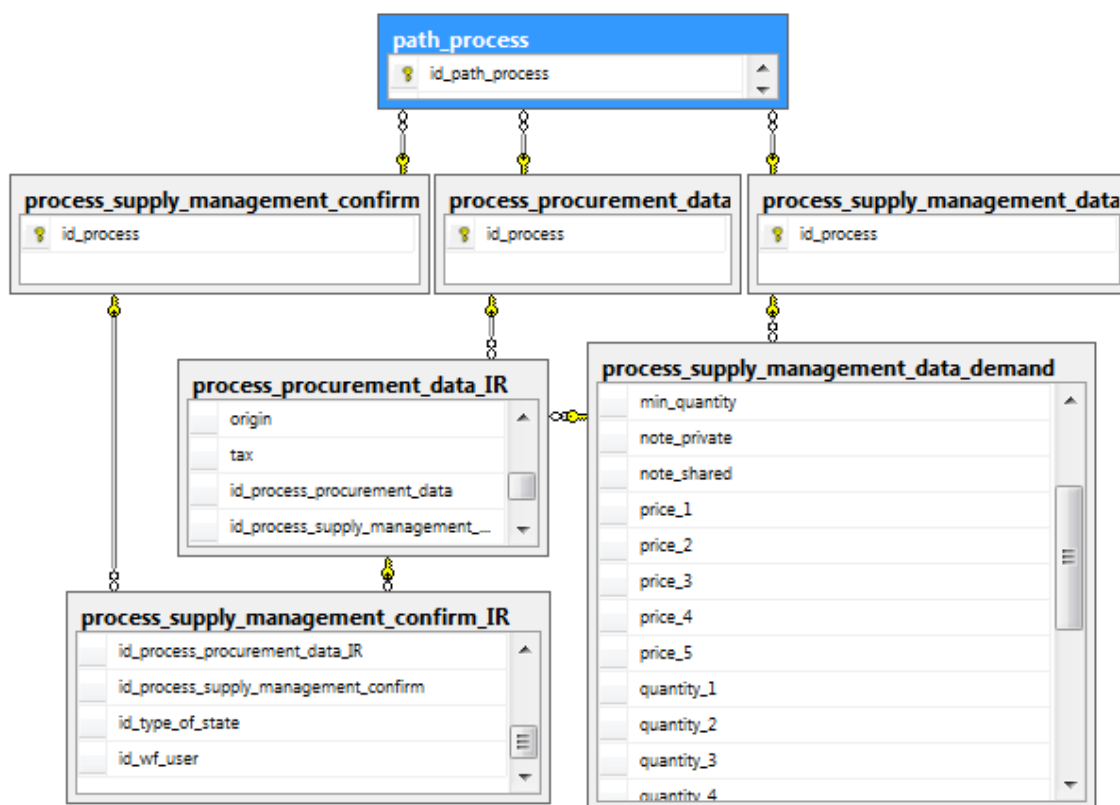 path_process
id_path_process
process_supply_management_confirm
id_process
process_procurement_data
id_process
process_supply_management_data
id_process
process_procurement_data_IR
origin
tax
id_process_procurement_data
id_process_supply_management_...
process_supply_management_data_demand
min_quantity
note_private
note_shared
price_1
price_2
price_3
price_4
price_5
quantity_1
quantity_2
quantity_3
quantity_4
process_supply_management_confirm_IR
id_process_procurement_data_IR
id_process_supply_management_confirm
id_type_of_state
id_wf_user